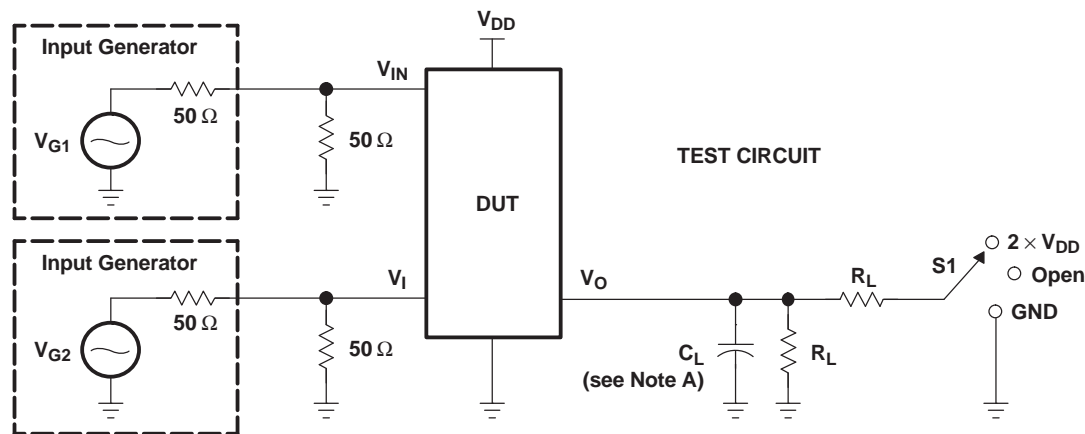 V_DD
Input Generator
V_IN
50 Ω
V_G1
50 Ω
TEST CIRCUIT
DUT
Input Generator
V_I
V_O
50 Ω
V_G2
50 Ω
C_L
(see Note A)
R_L
R_L
S1
2 × V_DD
Open
GND